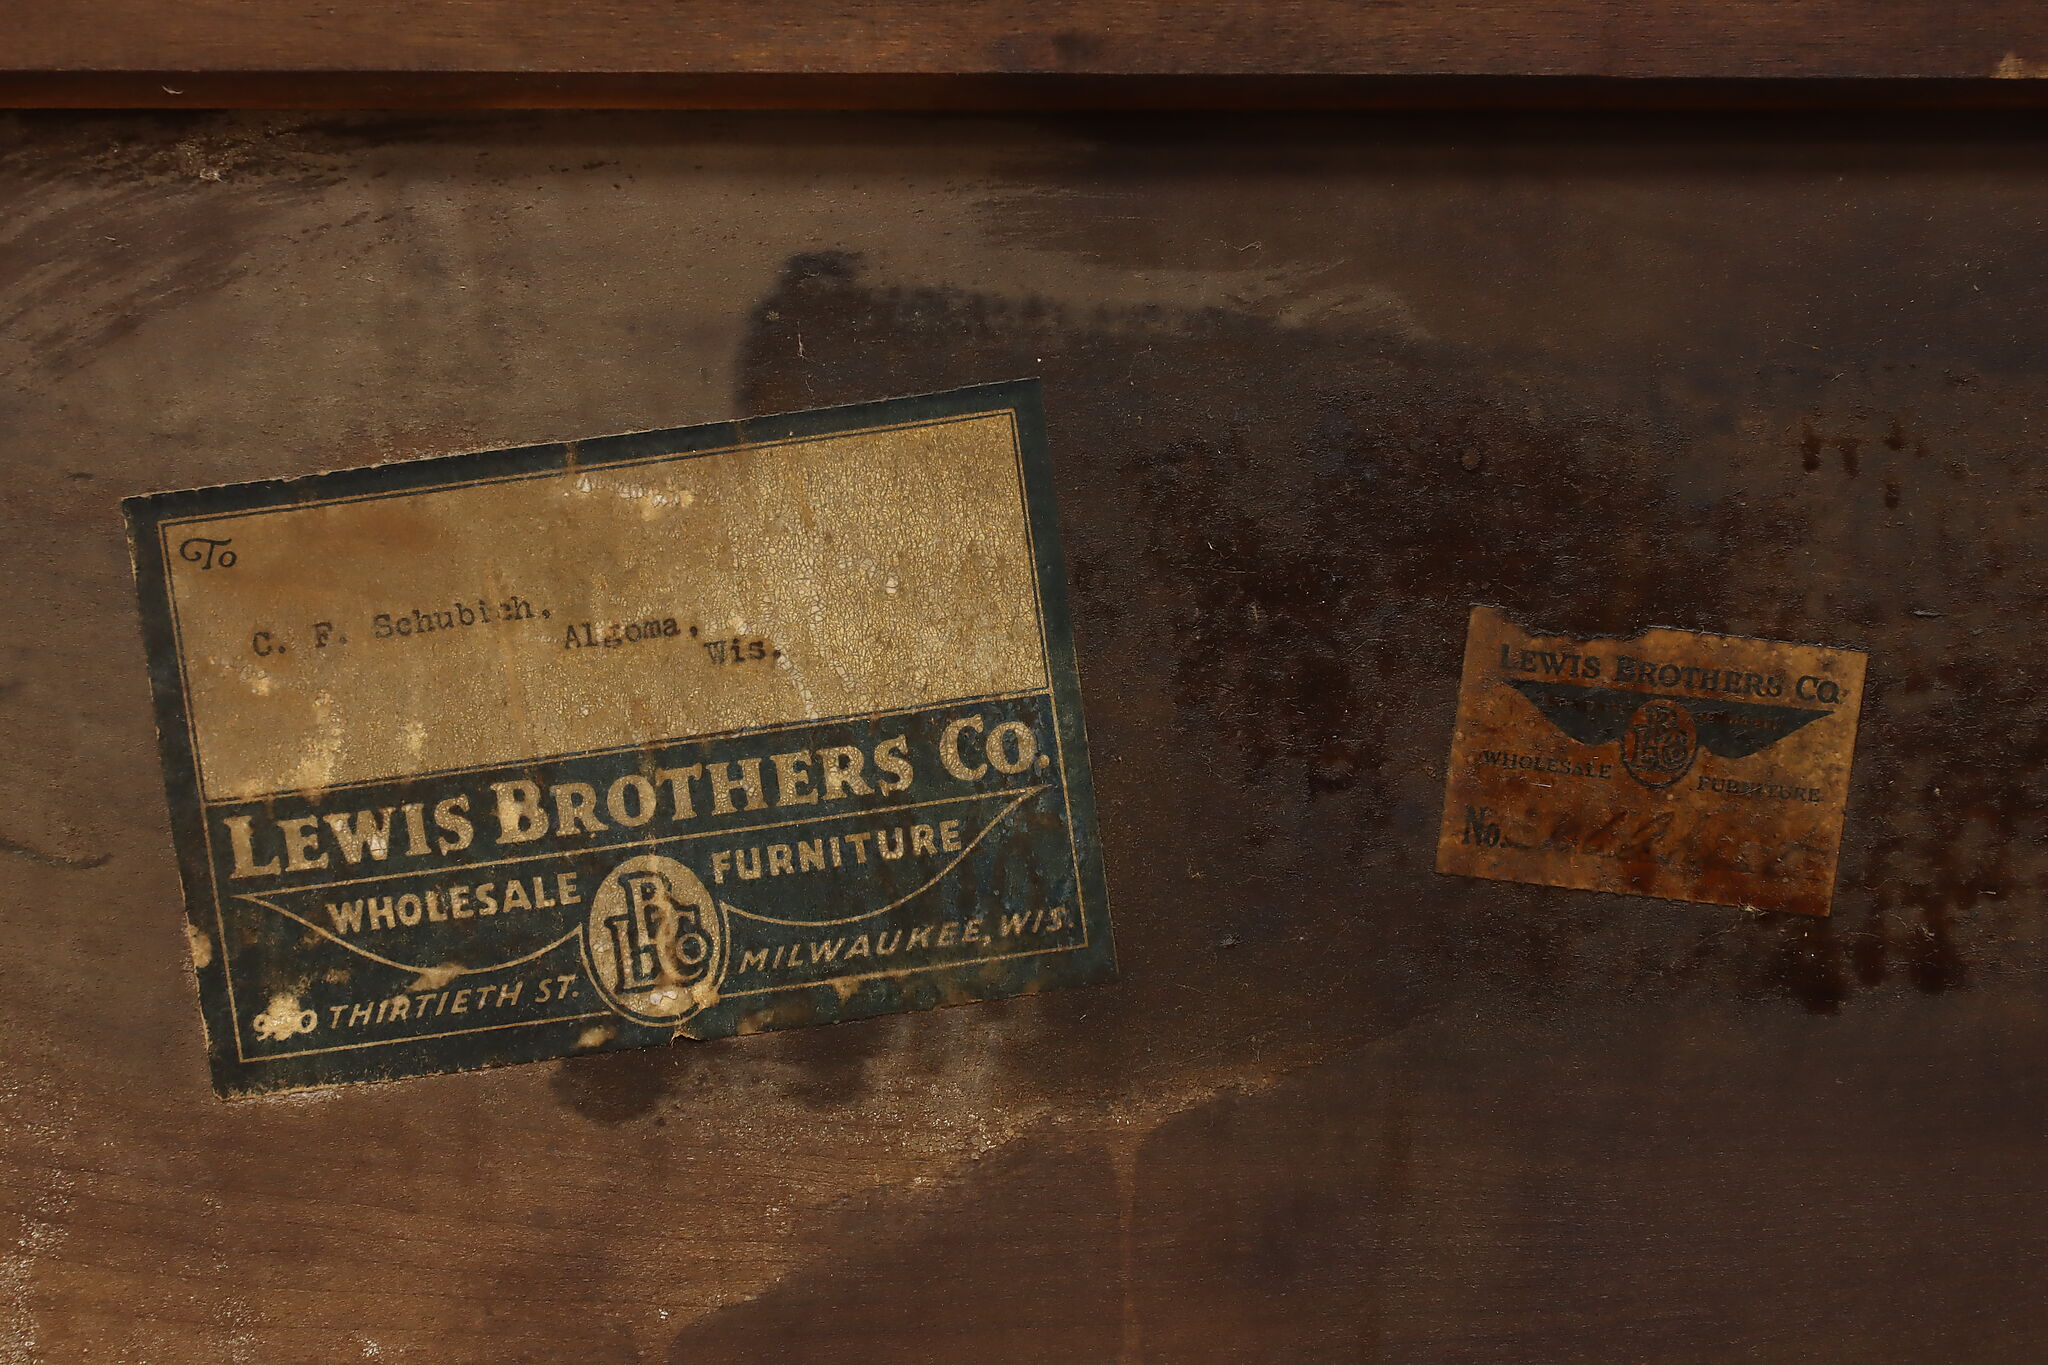 To
C. F. Schubich,
Algoma,
Wis.
LEWIS BROTHERS CO.
WHOLESALE FURNITURE
LBCo
THIRTIETH ST. MILWAUKEE, WIS.
LEWIS BROTHERS CO.
LBCo
WHOLESALE FURNITURE
No.